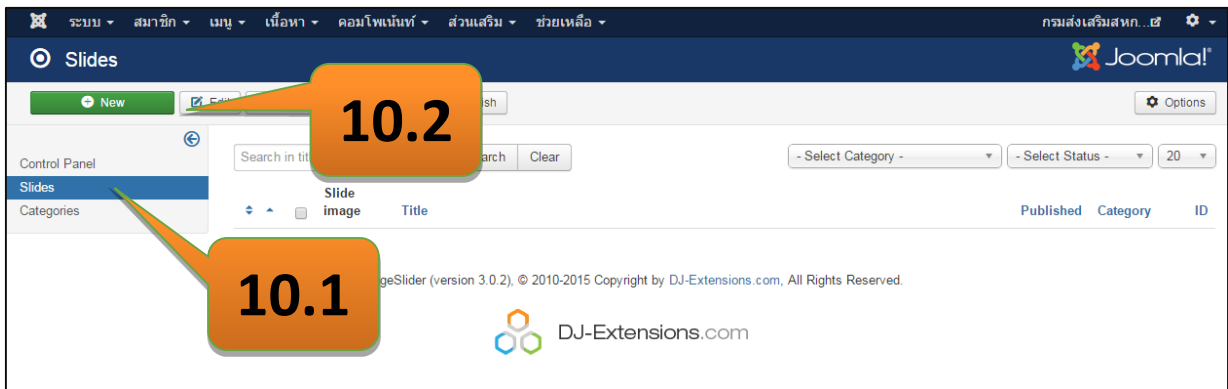 ระบบ สมาชิก เมนู เนื้อหา คอมโพเน้นท์ ส่วนเสริม ช่วยเหลือ กรมส่งเสริมสหก...
Slides Joomla!®
New 10.2 Options
Control Panel Clear - Select Category - - Select Status - 20
Slides
Categories Slide image Title Published Category ID
10.1 geSlider (version 3.0.2), © 2010-2015 Copyright by DJ-Extensions.com, All Rights Reserved.
DJ-Extensions.com